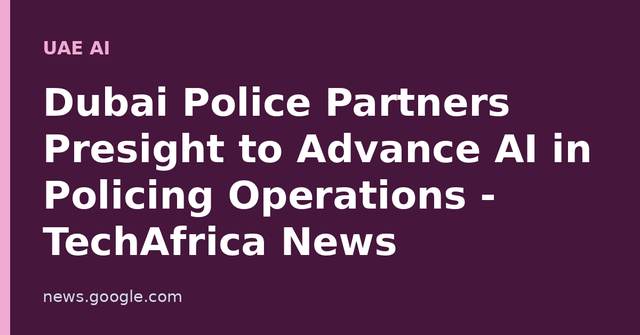 UAE AI
Dubai Police Partners
Presight to Advance AI in
Policing Operations -
TechAfrica News
news.google.com